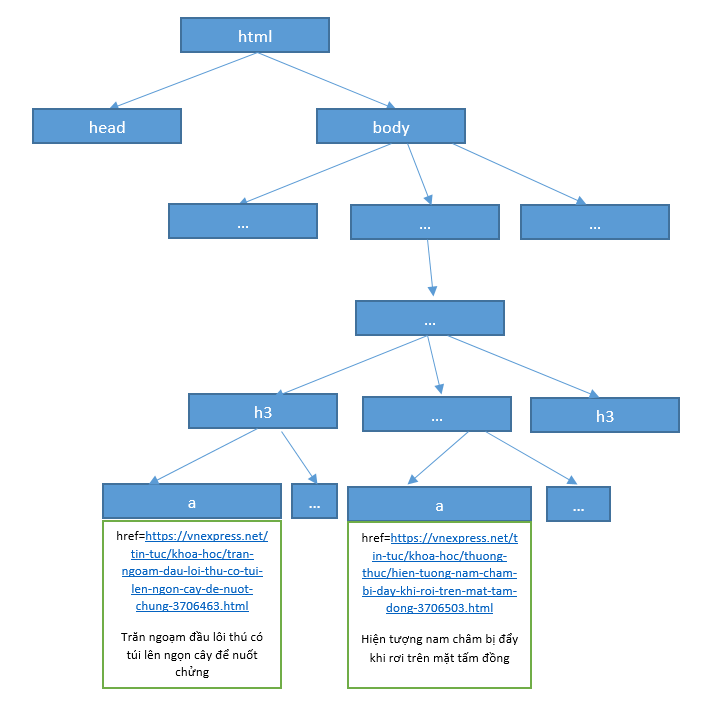 html
head
body
...
...
...
...
h3
...
h3
a
...
a
...
href=https://vnexpress.net/
tin-tuc/khoa-hoc/tran-
ngoam-dau-loi-thu-co-tui-
len-ngon-cay-de-nuot-
chung-3706463.html
Trăn ngoạm đầu lôi thú có
túi lên ngọn cây để nuốt
chửng
href=https://vnexpress.net/t
in-tuc/khoa-hoc/thuong-
thuc/hien-tuong-nam-cham-
bi-day-khi-roi-tren-mat-tam-
dong-3706503.html
Hiện tượng nam châm bị đẩy
khi rơi trên mặt tấm đồng